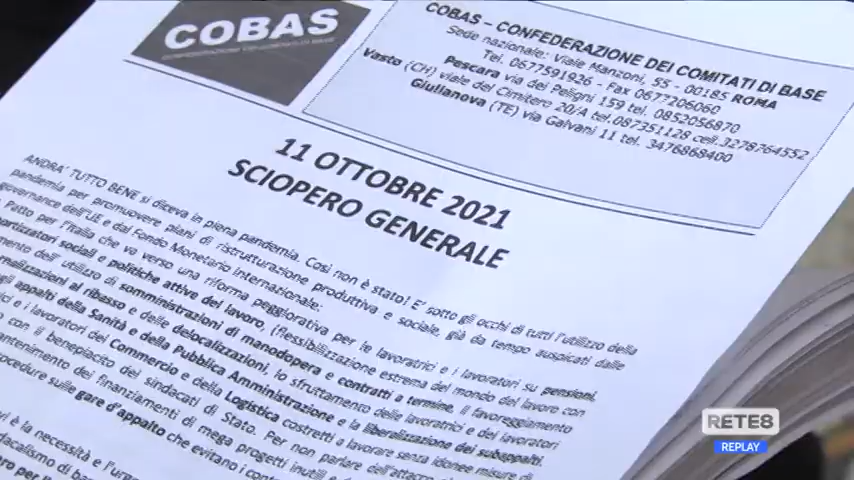 COBAS
CONFEDERAZIONE DEI COMITATI DI BASE
COBAS – CONFEDERAZIONE DEI COMITATI DI BASE
Sede nazionale: Viale Manzoni, 55 - 00185 ROMA
Tel. 0677591926 - Fax 0677206060
Pescara via dei Peligni 159 tel. 0852056870
Vasto (CH) viale del Cimitero 20/A tel.087351128 cell.3278764552
Giulianova (TE) via Galvani 11 tel. 3476868400
11 OTTOBRE 2021
SCIOPERO GENERALE
ANDRA' TUTTO BENE si diceva in piena pandemia. Così non è stato! E' sotto gli occhi di tutti l'utilizzo della
pandemia per promuovere piani di ristrutturazione produttiva e sociale, già da tempo auspicati dalle
governance dell'UE e dal Fondo Monetario Internazionale:
Patto per l'Italia che va verso una riforma peggiorativa per le lavoratrici e i lavoratori su pensioni,
sociali e politiche attive del lavoro, (flessibilizzazione estrema del mondo del lavoro con
dell' utilizzo di somministrazioni di manodopera e contratti a termine. Il favoreggiamento
al ribasso e delle delocalizzazioni, lo sfruttamento delle lavoratrici e dei lavoratori
appalti della Sanità e della Pubblica Amministrazione e la liberalizzazione dei subappalti.
e i lavoratori del Commercio e della Logistica costretti a lavorare senza idonee misure di
con il beneplacito dei sindacati di Stato. Per non parlare dell'attacco
dei finanziamenti di mega progetti inutili e
sulle gare d'appalto che evitano i
è la necessità e
di
RETE8
REPLAY